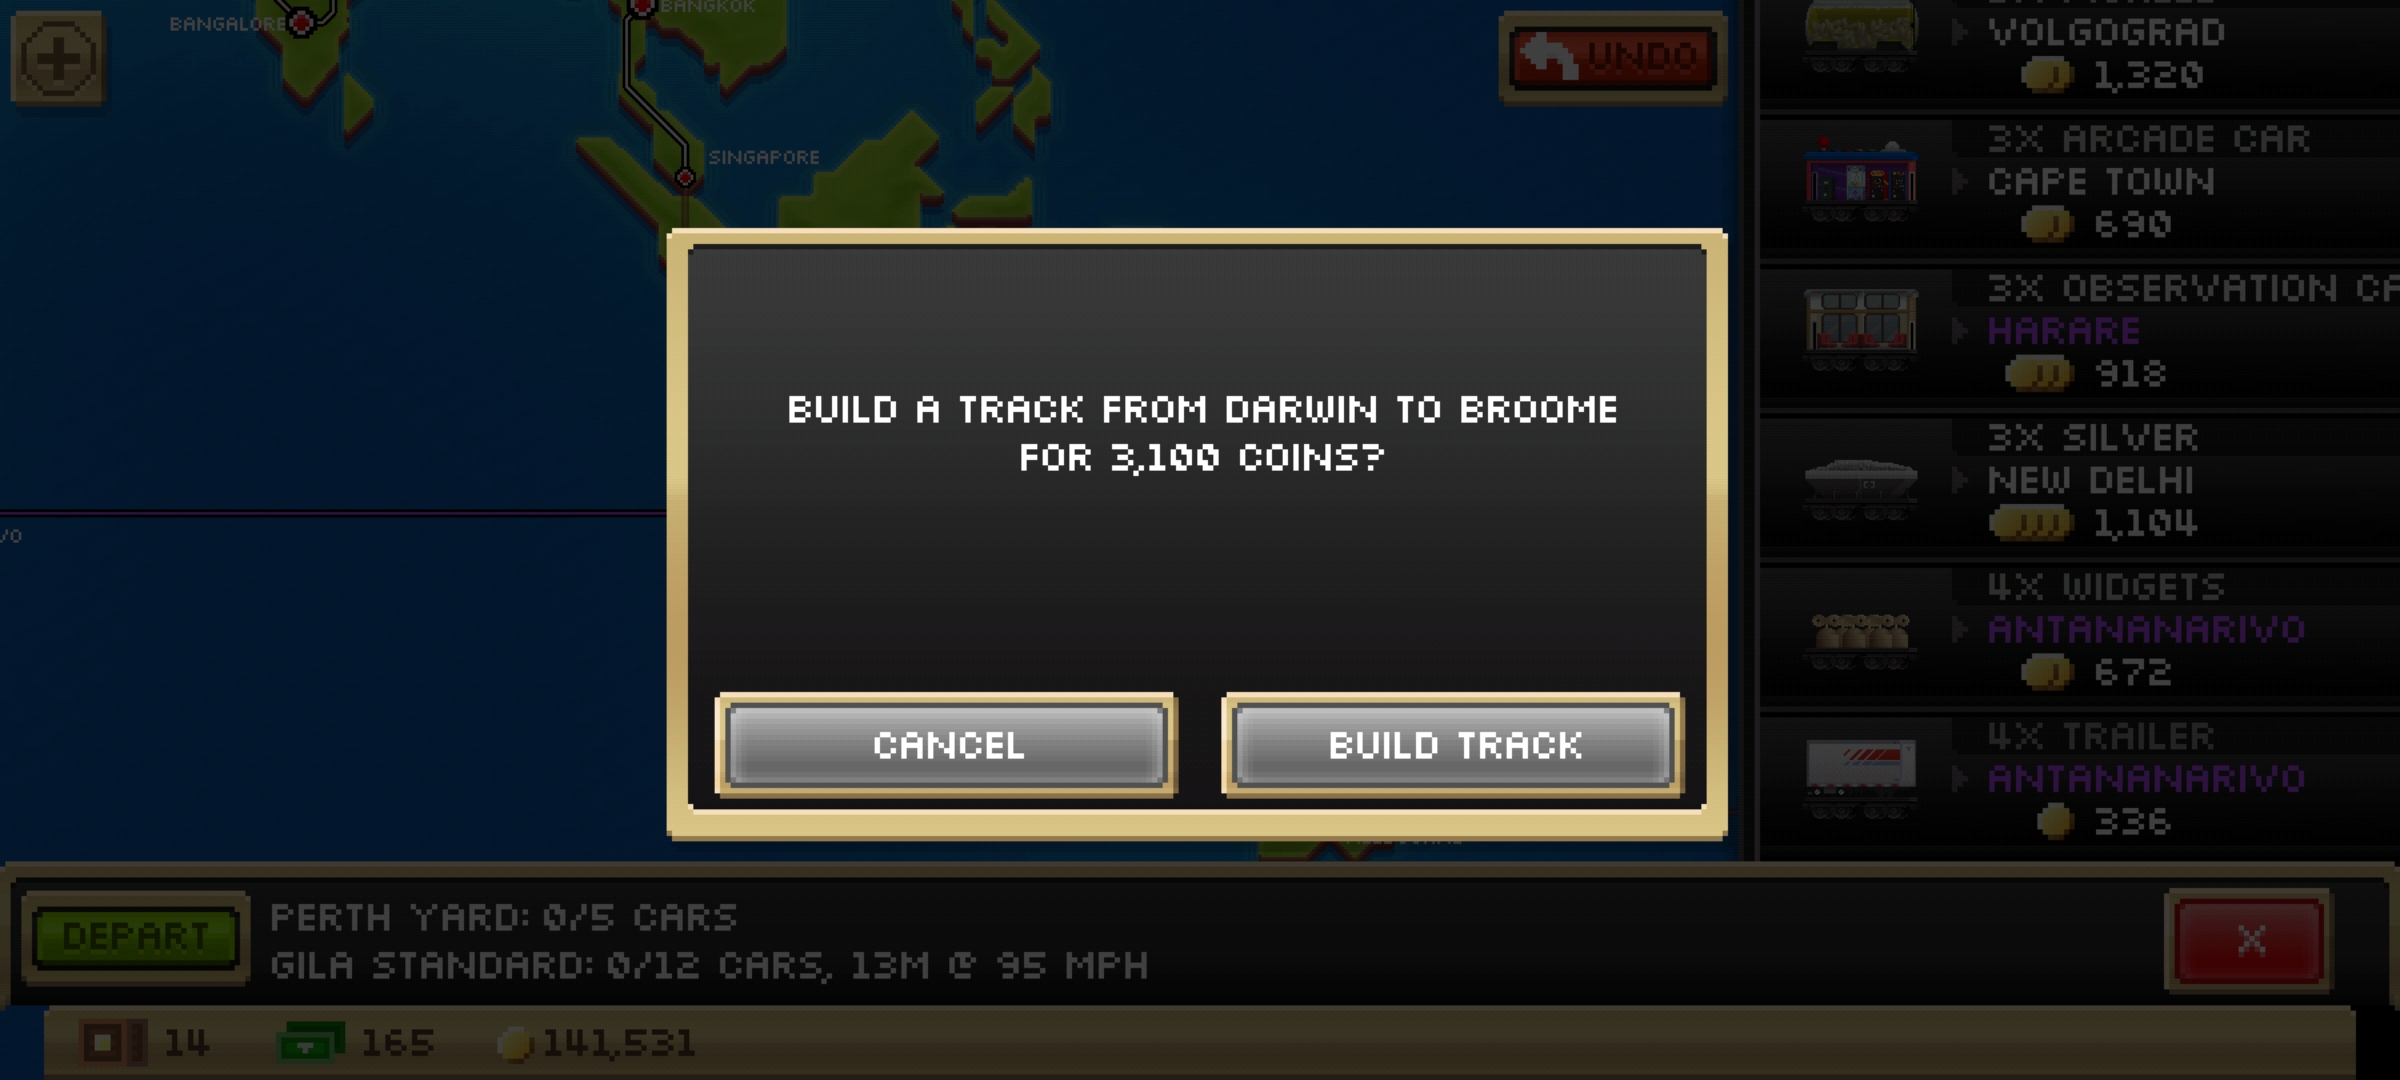 BANGALORE
BANGKOK
SINGAPORE
UNDO
VOLGOGRAD
1,320
3X ARCADE CAR
CAPE TOWN
690
3X OBSERVATION CA
HARARE
918
3X SILVER
NEW DELHI
1,104
4X WIDGETS
ANTANANARIVO
672
4X TRAILER
ANTANANARIVO
336
BUILD A TRACK FROM DARWIN TO BROOME
FOR 3,100 COINS?
CANCEL
BUILD TRACK
VO
DEPART
PERTH YARD: 0/5 CARS
GILA STANDARD: 0/12 CARS, 13M @ 95 MPH
X
14
165
141,531